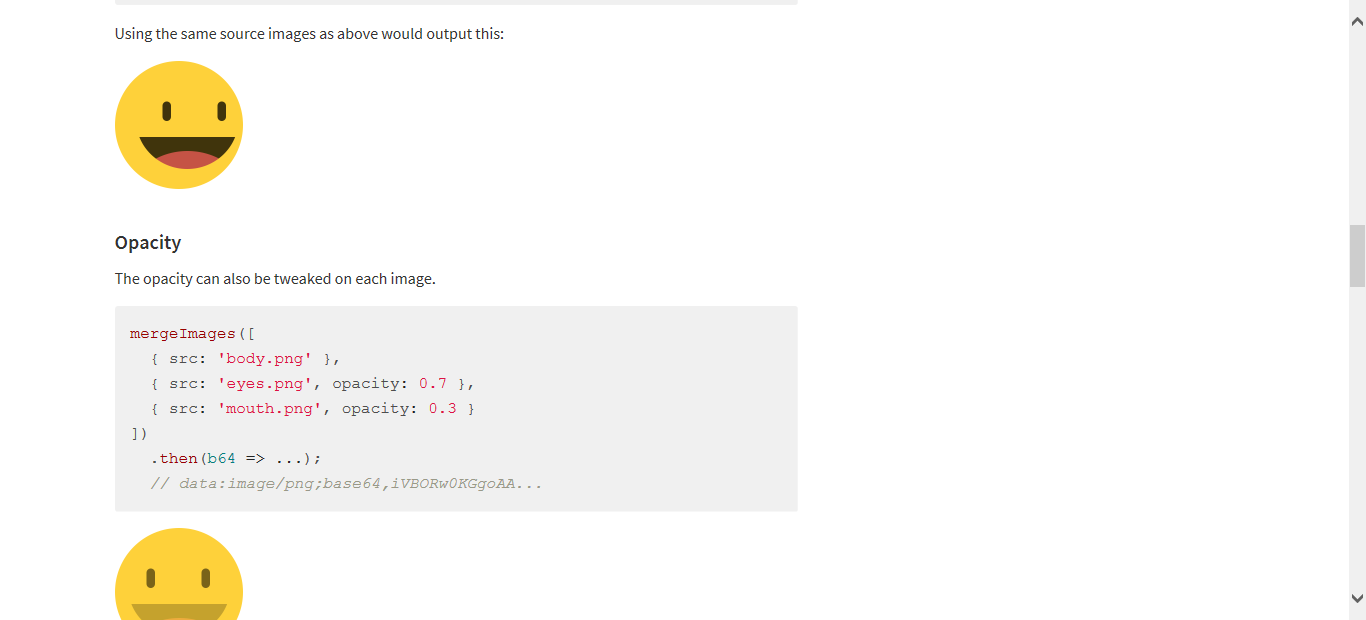 Using the same source images as above would output this:
Opacity
The opacity can also be tweaked on each image.
mergeImages([
  { src: 'body.png' },
  { src: 'eyes.png', opacity: 0.7 },
  { src: 'mouth.png', opacity: 0.3 }
])
  .then(b64 => ...);
  // data:image/png;base64,iVBORw0KGgoAA...